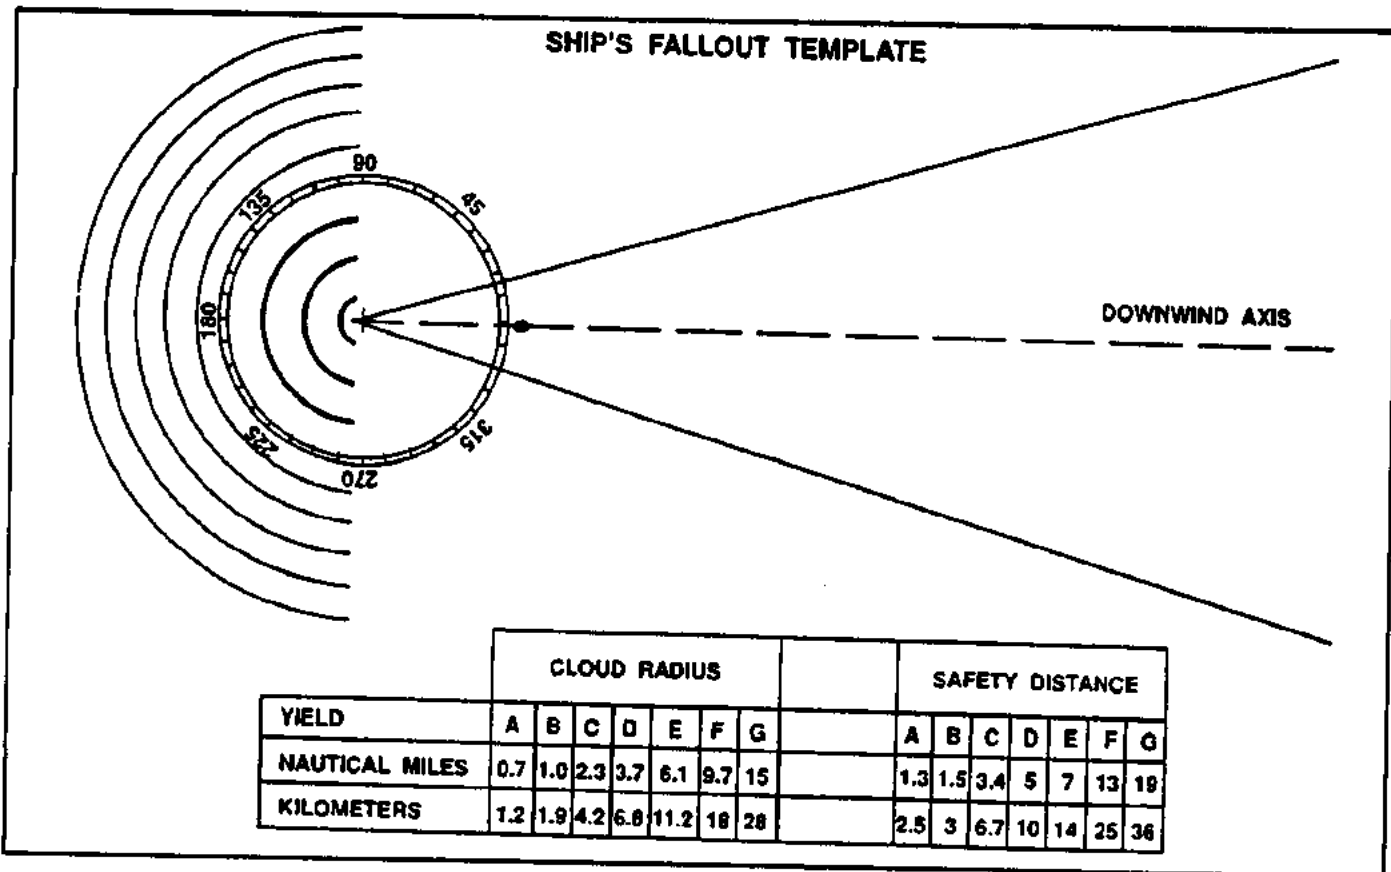 SHIP'S FALLOUT TEMPLATE
90
45
135
180
225
270
315
DOWNWIND AXIS
CLOUD RADIUS SAFETY DISTANCE
YIELD A B C D E F G A B C D E F G
NAUTICAL MILES 0.7 1.0 2.3 3.7 6.1 9.7 15 1.3 1.5 3.4 5 7 13 19
KILOMETERS 1.2 1.9 4.2 6.8 11.2 18 28 2.5 3 6.7 10 14 25 36